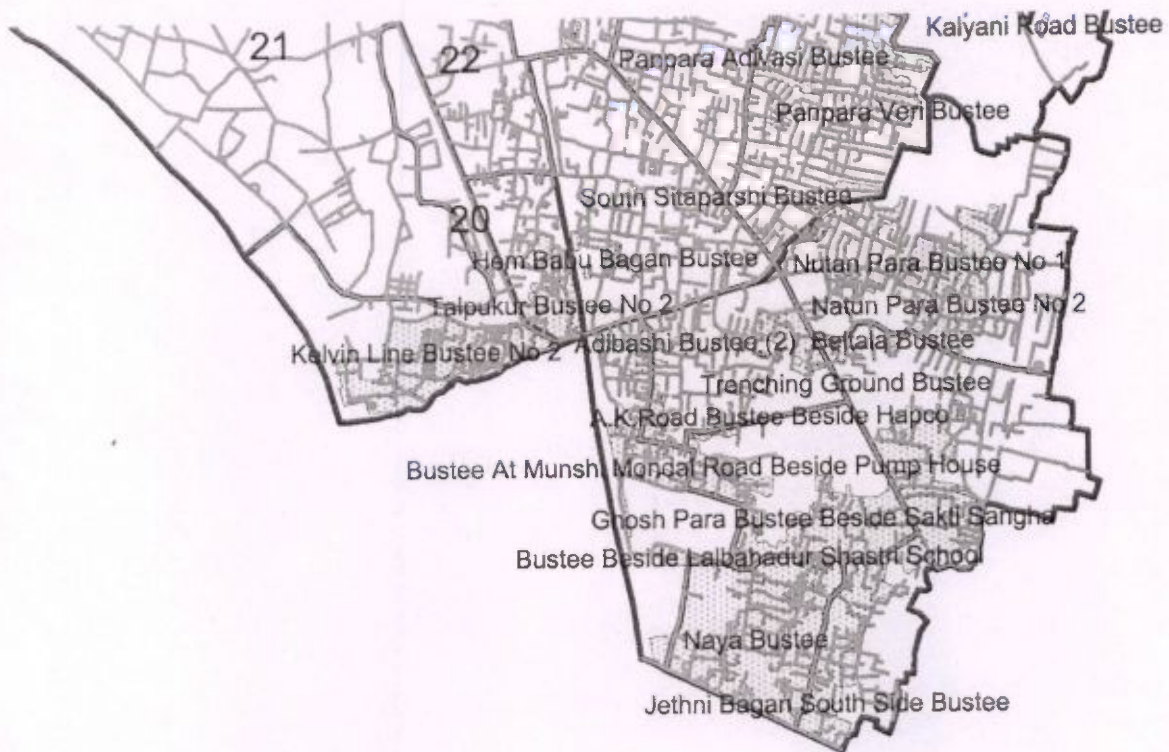 Kalyani Road Bustee
21
22
Panpara Adivasi Bustee
Panpara Veri Bustee
South Sitaparshi Bustee
20
Hem Babu Bagan Bustee
Nutan Para Bustee No 1
Talpukur Bustee No 2
Natun Para Bustee No 2
Kelvin Line Bustee No 2
Adibashi Bustee (2)
Beltala Bustee
Trenching Ground Bustee
A.K.Road Bustee Beside Hapco
Bustee At Munshi Mondal Road Beside Pump House
Ghosh Para Bustee Beside Sakti Sangha
Bustee Beside Lalbahadur Shastri School
Naya Bustee
Jethni Bagan South Side Bustee